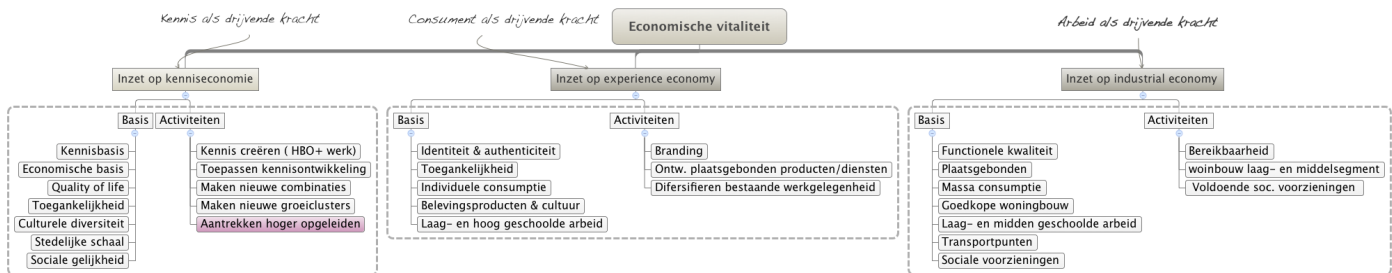 Kennis als drijvende kracht
Consument als drijvende kracht
Economische vitaliteit
Arbeid als drijvende kracht
Inzet op kenniseconomie
Inzet op experience economy
Inzet op industrial economy
Basis
Activiteiten
Kennisbasis
Economische basis
Quality of life
Toegankelijkheid
Culturele diversiteit
Stedelijke schaal
Sociale gelijkheid
Kennis creëren ( HBO+ werk)
Toepassen kennisontwikkeling
Maken nieuwe combinaties
Maken nieuwe groeiclusters
Aantrekken hoger opgeleiden
Basis
Activiteiten
Identiteit & authenticiteit
Toegankelijkheid
Individuele consumptie
Belevingsproducten & cultuur
Laag- en hoog geschoolde arbeid
Branding
Ontw. plaatsgebonden producten/diensten
Difersifieren bestaande werkgelegenheid
Basis
Activiteiten
Functionele kwaliteit
Plaatsgebonden
Massa consumptie
Goedkope woningbouw
Laag- en midden geschoolde arbeid
Transportpunten
Sociale voorzieningen
Bereikbaarheid
woinbouw laag- en middelsegment
Voldoende soc. voorzieningen